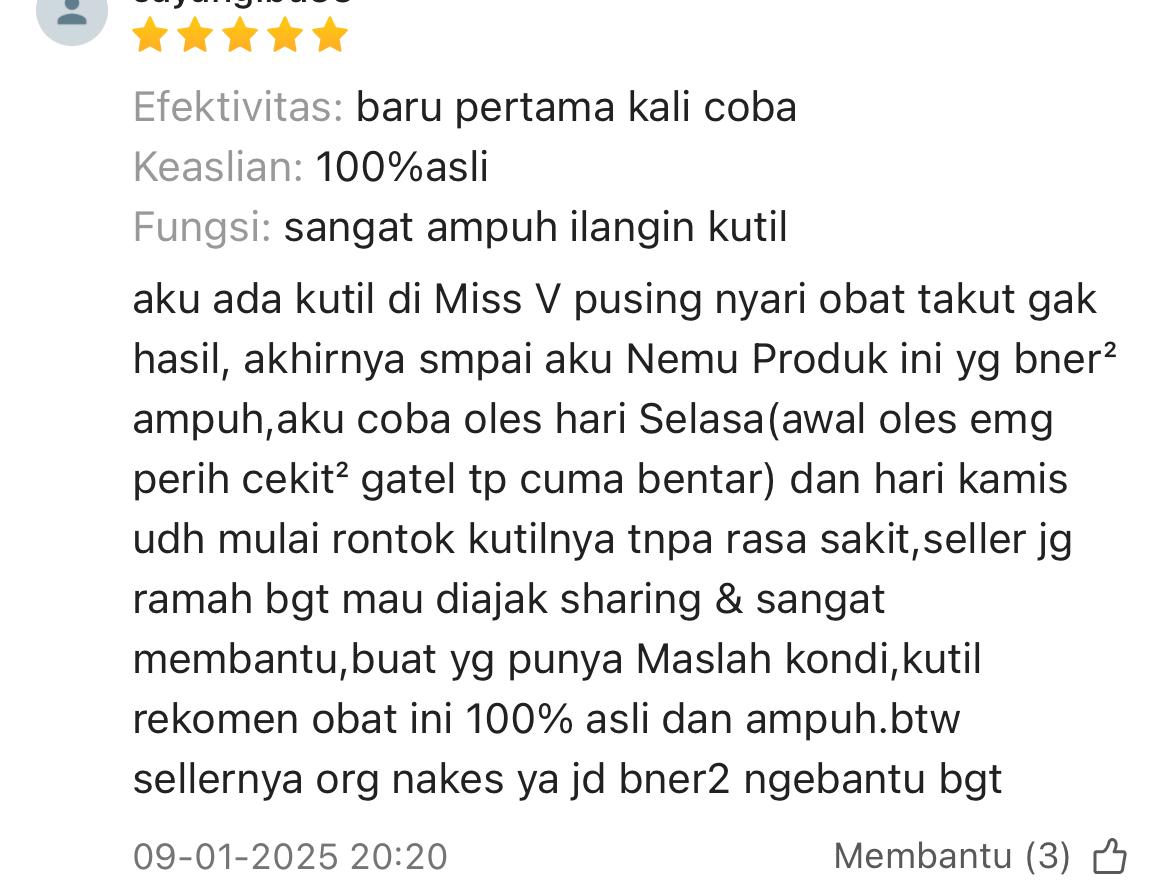 Efektivitas: baru pertama kali coba
Keaslian: 100%asli
Fungsi: sangat ampuh ilangin kutil
aku ada kutil di Miss V pusing nyari obat takut gak
hasil, akhirnya smpai aku Nemu Produk ini yg bner²
ampuh,aku coba oles hari Selasa(awal oles emg
perih cekit² gatel tp cuma bentar) dan hari kamis
udh mulai rontok kutilnya tnpa rasa sakit,seller jg
ramah bgt mau diajak sharing & sangat
membantu,buat yg punya Maslah kondi,kutil
rekomen obat ini 100% asli dan ampuh.btw
sellernya org nakes ya jd bner2 ngebantu bgt
09-01-2025 20:20
Membantu (3)